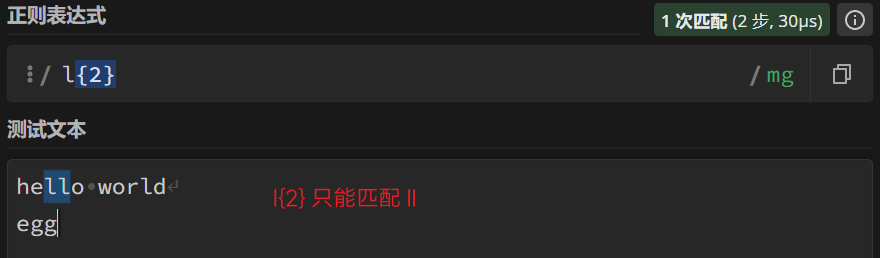 正则表达式
1 次匹配 (2 步, 30μs)
/ l{2} / mg
测试文本
hello·world↵
l{2} 只能匹配 ll
egg